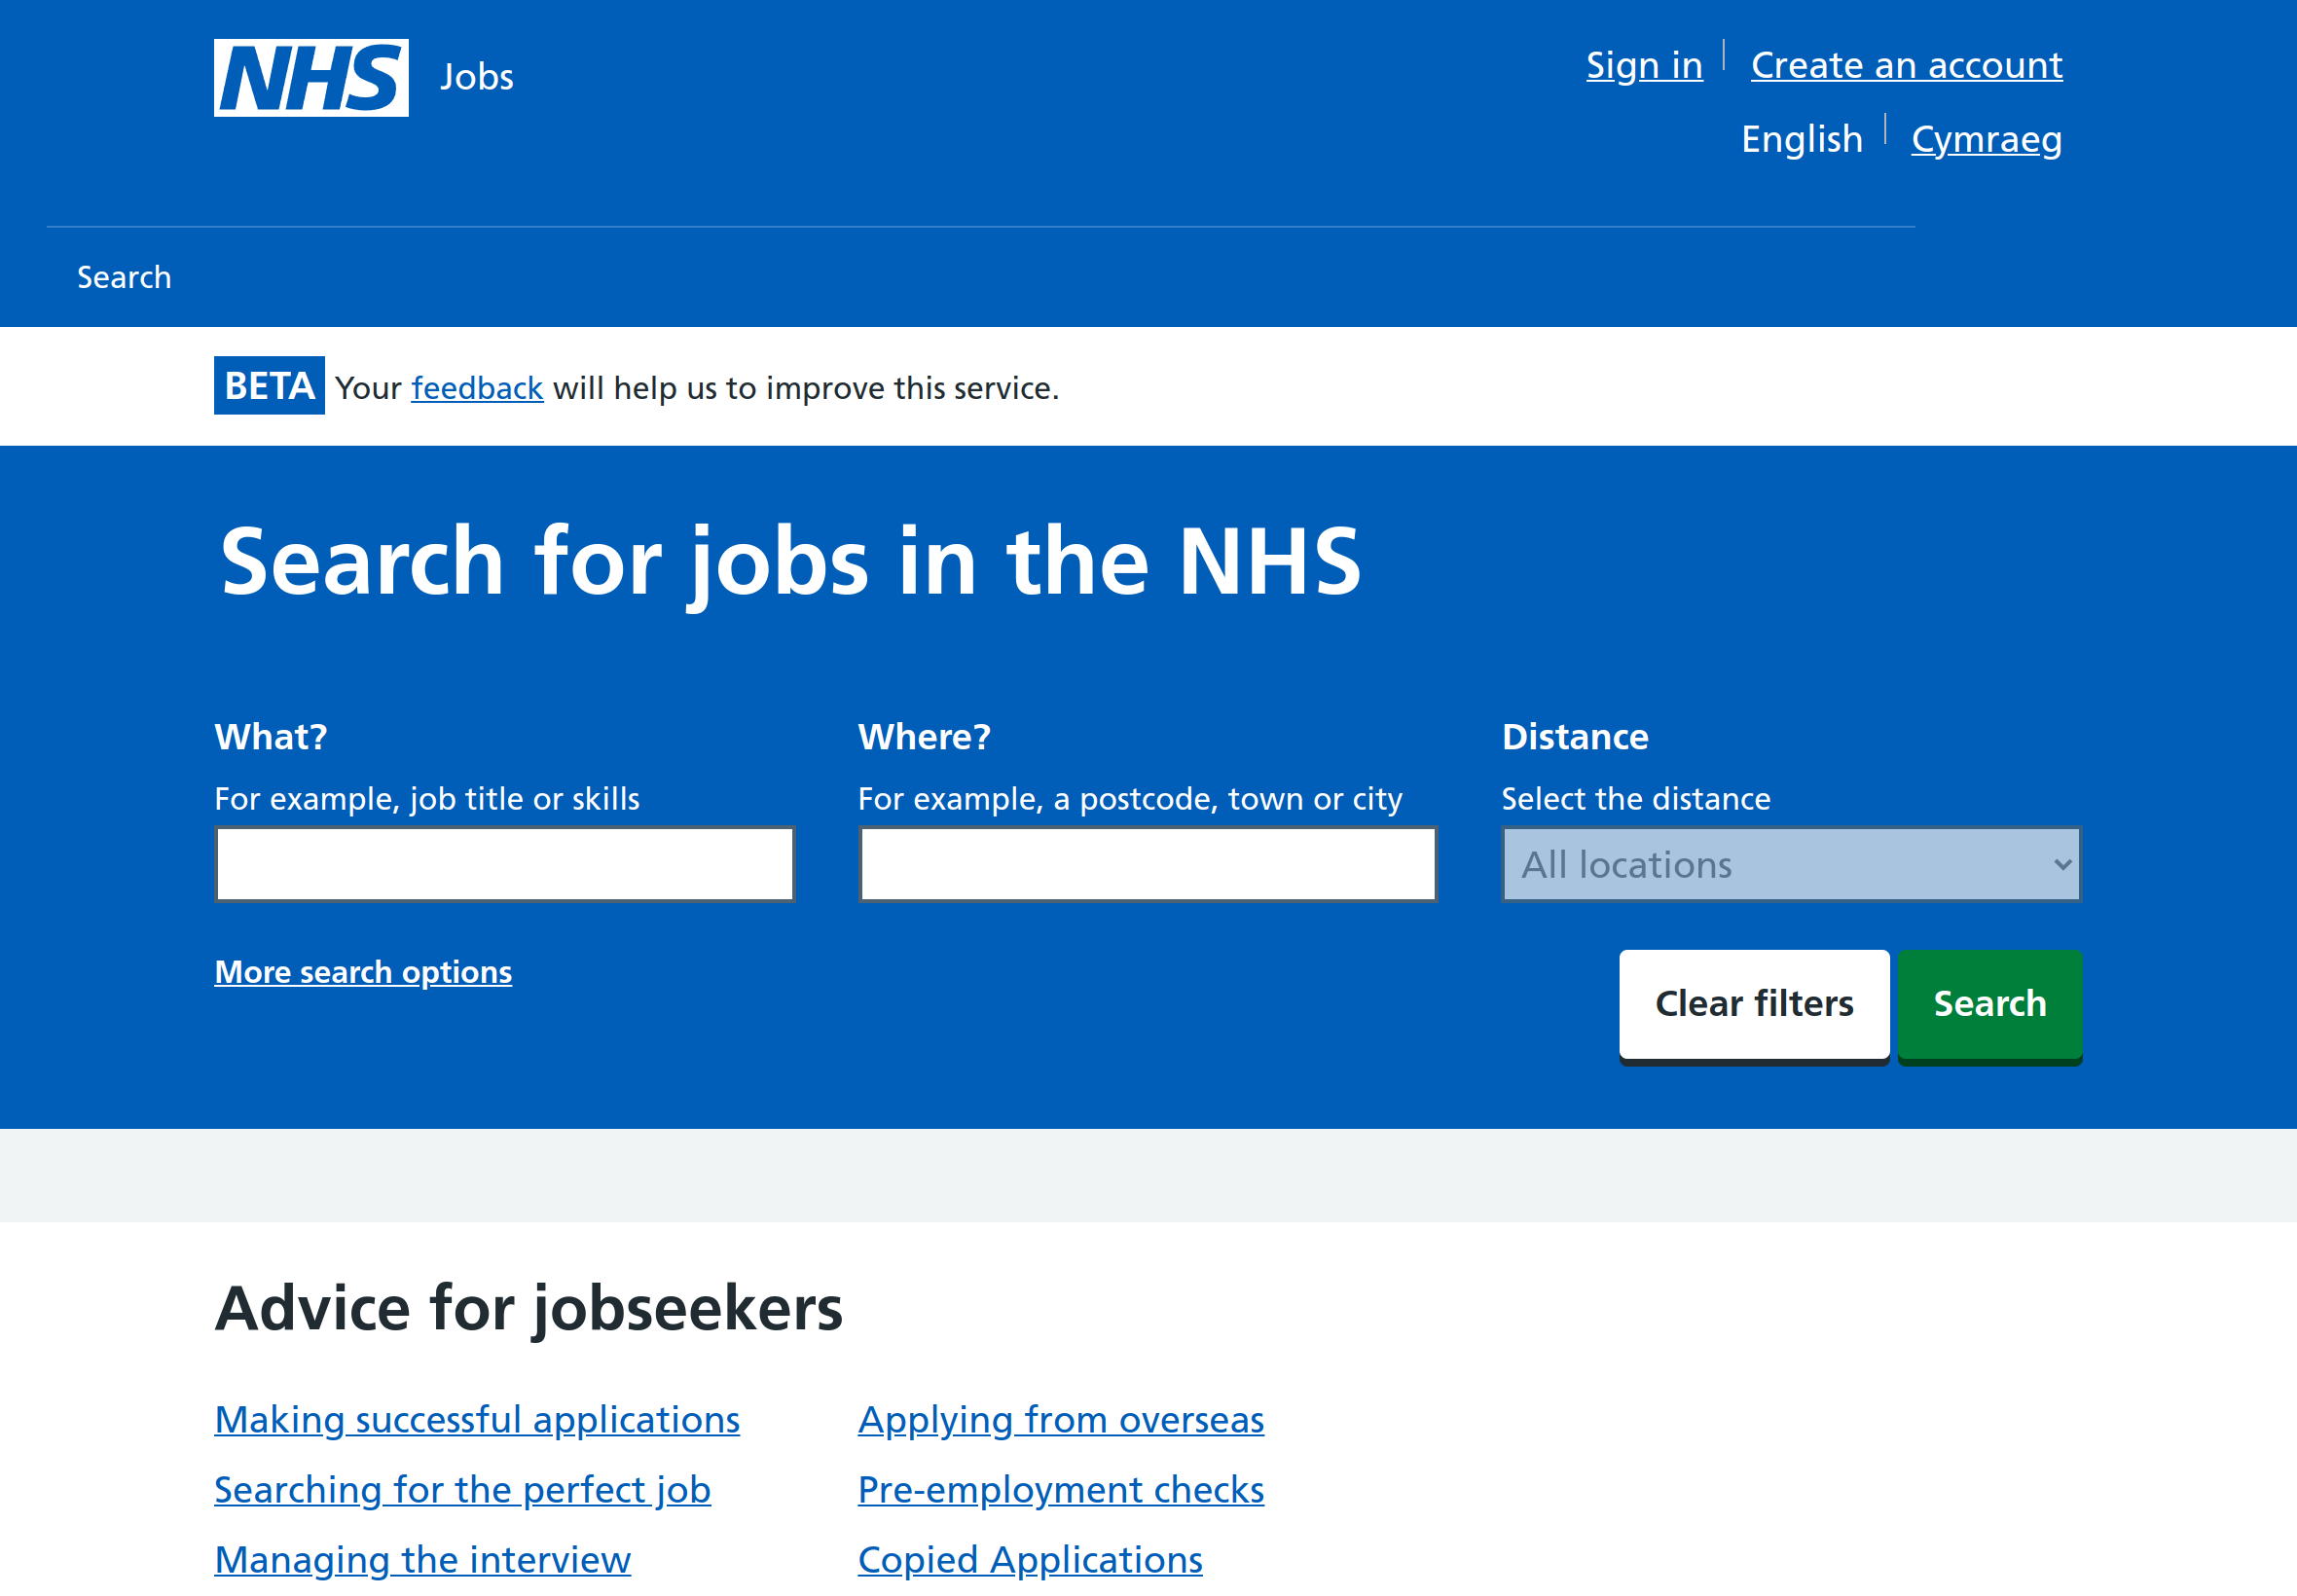 NHS Jobs
Sign in Create an account
English Cymraeg
Search
BETA Your feedback will help us to improve this service.
Search for jobs in the NHS
What? Where? Distance
For example, job title or skills For example, a postcode, town or city Select the distance
All locations
More search options Clear filters Search
Advice for jobseekers
Making successful applications Applying from overseas
Searching for the perfect job Pre-employment checks
Managing the interview Copied Applications